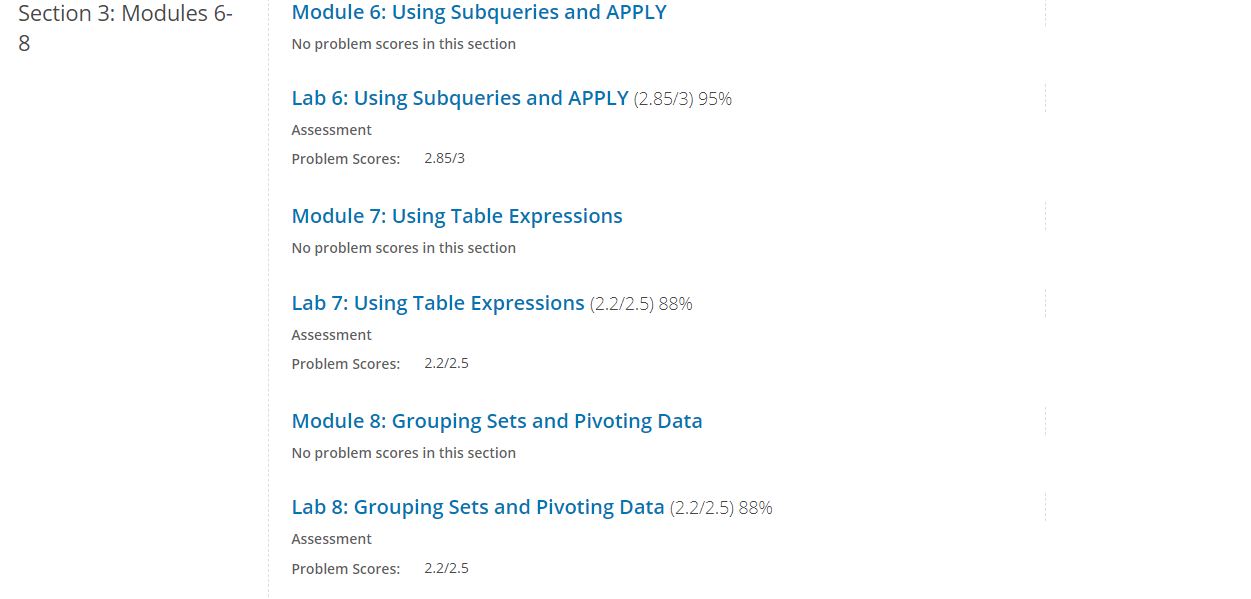 Section 3: Modules 6-
8
Module 6: Using Subqueries and APPLY
No problem scores in this section
Lab 6: Using Subqueries and APPLY (2.85/3) 95%
Assessment
Problem Scores: 2.85/3
Module 7: Using Table Expressions
No problem scores in this section
Lab 7: Using Table Expressions (2.2/2.5) 88%
Assessment
Problem Scores: 2.2/2.5
Module 8: Grouping Sets and Pivoting Data
No problem scores in this section
Lab 8: Grouping Sets and Pivoting Data (2.2/2.5) 88%
Assessment
Problem Scores: 2.2/2.5